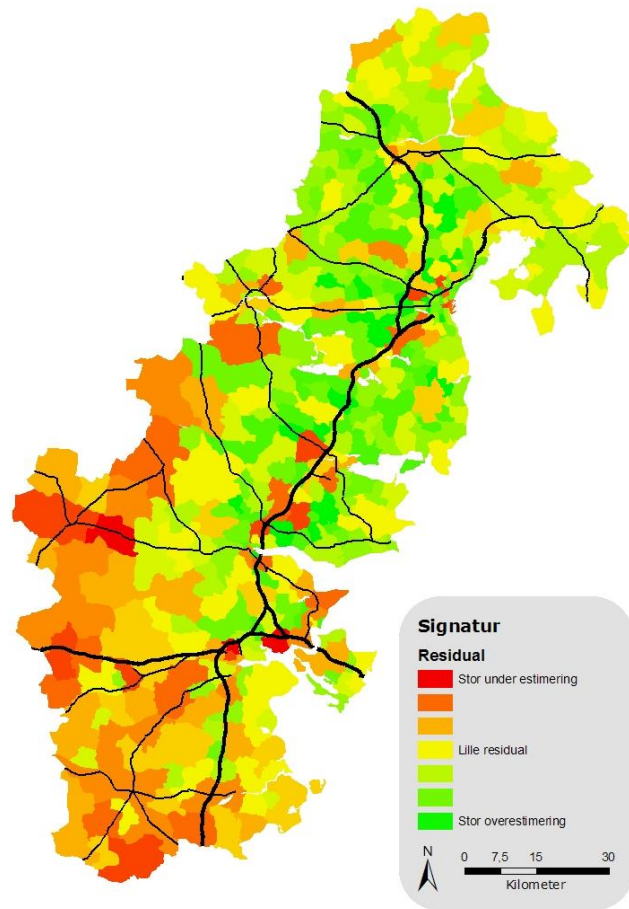 Signatur
Residual
Stor under estimering
Lille residual
Stor overestimering
N
0 7,5 15 30
Kilometer